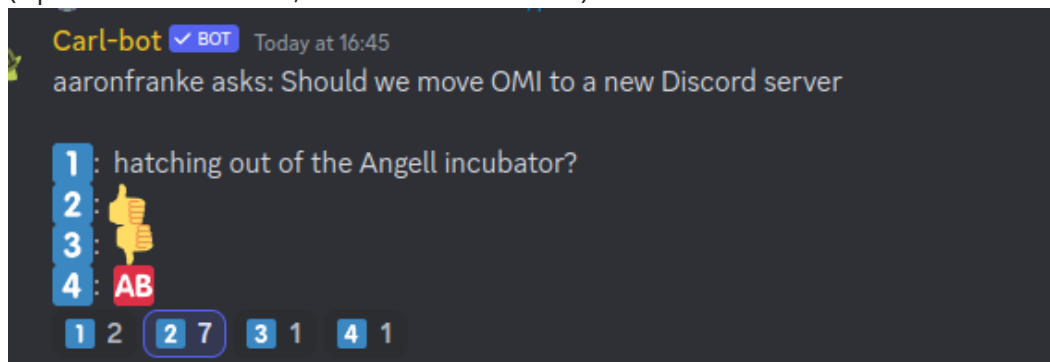 Carl-bot ✓ BOT Today at 16:45
aaronfranke asks: Should we move OMI to a new Discord server
1: hatching out of the Angell incubator?
2: 👍
3: 👎
4: 🆎
1 2 2 7 3 1 4 1